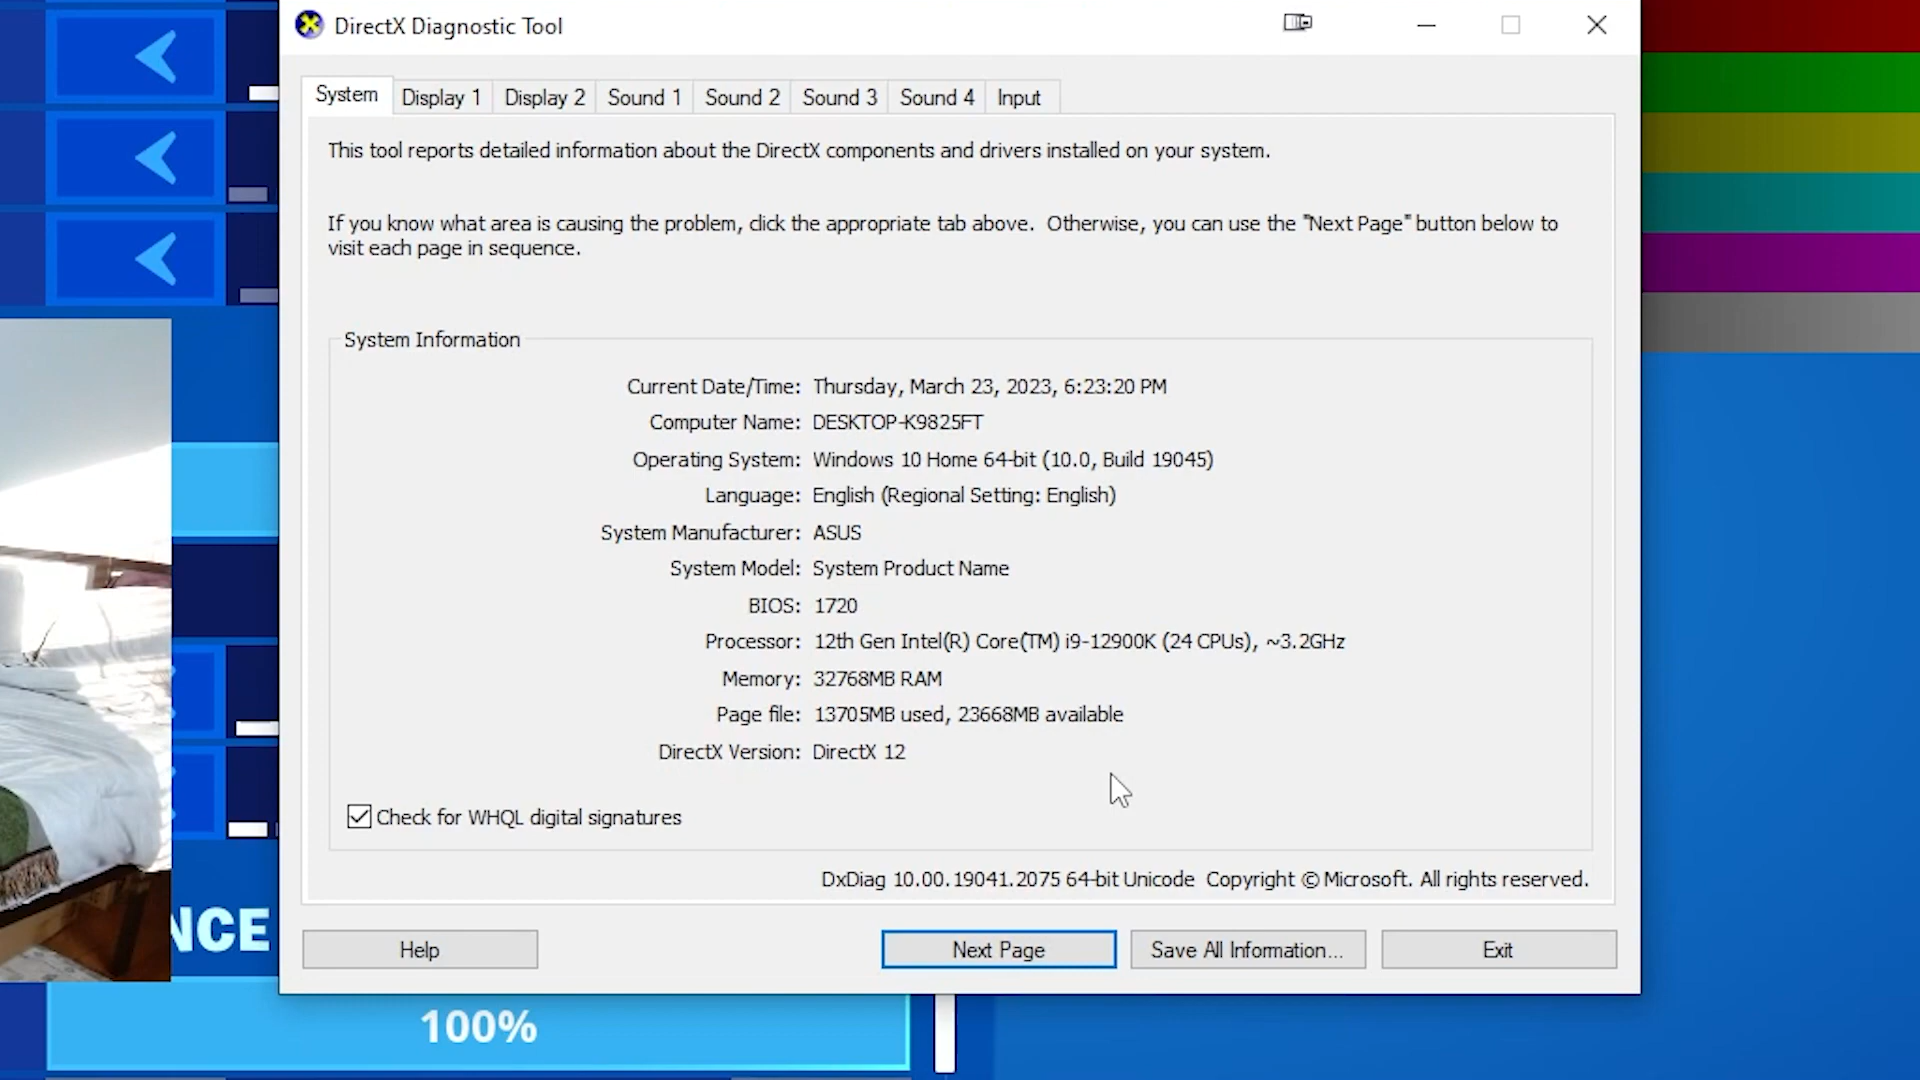 DirectX Diagnostic Tool
System
Display 1
Display 2
Sound 1
Sound 2
Sound 3
Sound 4
Input
This tool reports detailed information about the DirectX components and drivers installed on your system.
If you know what area is causing the problem, click the appropriate tab above. Otherwise, you can use the "Next Page" button below to
visit each page in sequence.
System Information
Current Date/Time: Thursday, March 23, 2023, 6:23:20 PM
Computer Name: DESKTOP-K9825FT
Operating System: Windows 10 Home 64-bit (10.0, Build 19045)
Language: English (Regional Setting: English)
System Manufacturer: ASUS
System Model: System Product Name
BIOS: 1720
Processor: 12th Gen Intel(R) Core(TM) i9-12900K (24 CPUs), ~3.2GHz
Memory: 32768MB RAM
Page file: 13705MB used, 23668MB available
DirectX Version: DirectX 12
Check for WHQL digital signatures
DxDiag 10.00.19041.2075 64-bit Unicode Copyright © Microsoft. All rights reserved.
NCE
Help
Next Page
Save All Information...
Exit
100%